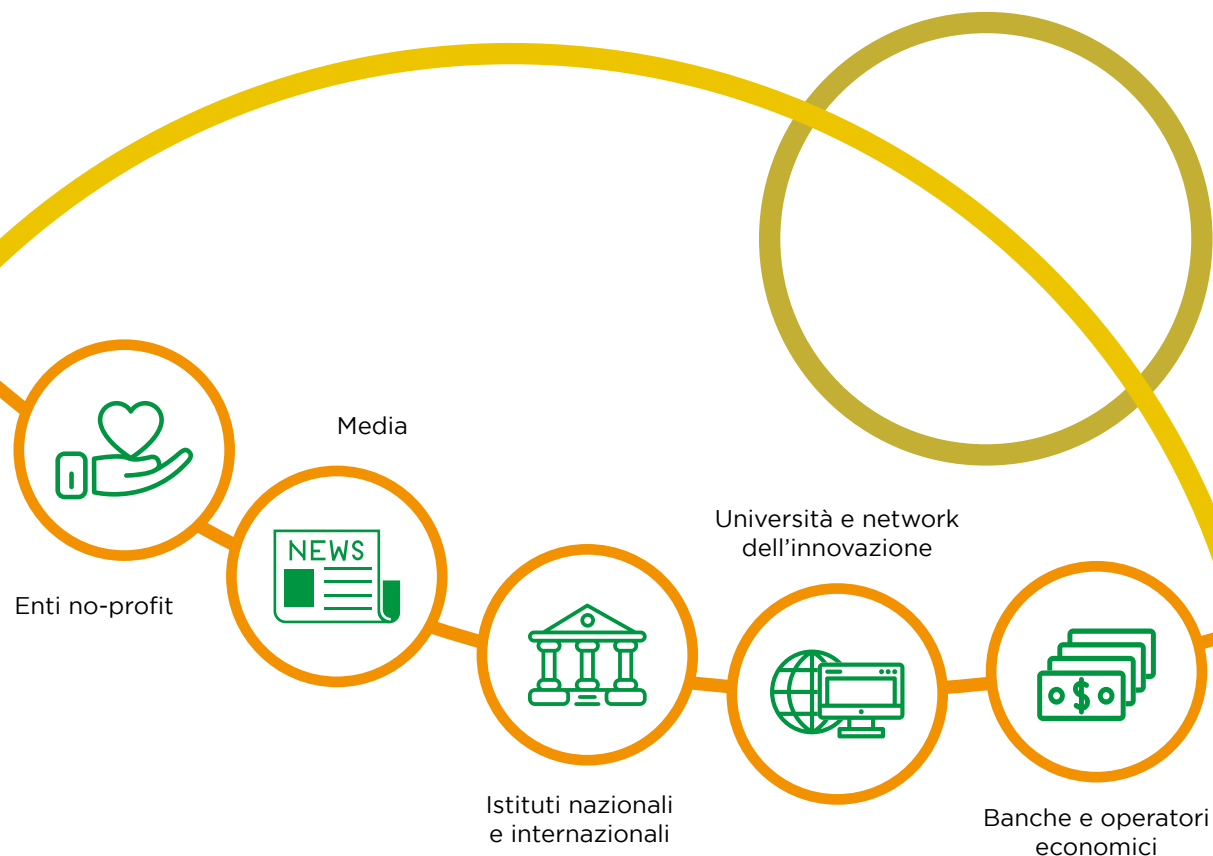 Media
NEWS
Enti no-profit
Università e network
dell'innovazione
Istituti nazionali
e internazionali
$
Banche e operatori
economici